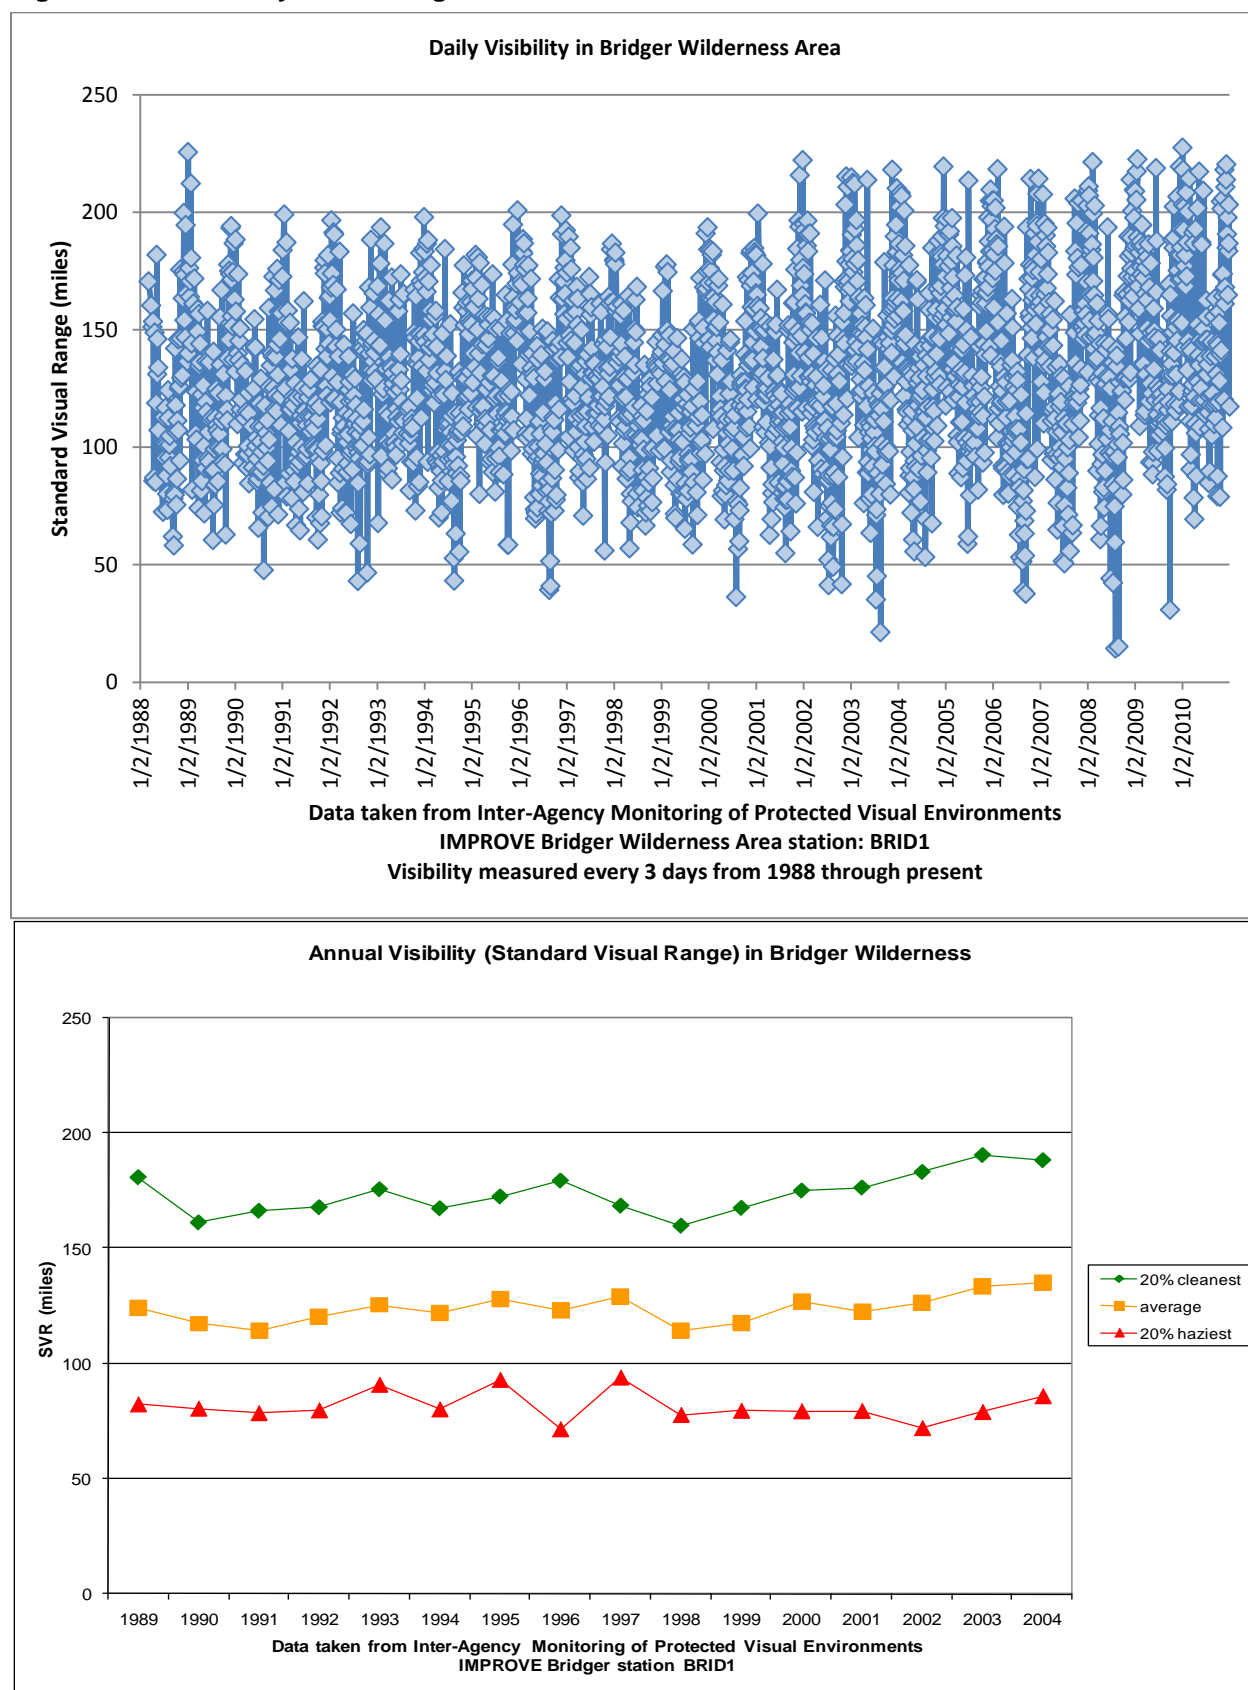 Daily Visibility in Bridger Wilderness Area
Standard Visual Range (miles)
250
200
150
100
50
0
1/2/1988
1/2/1989
1/2/1990
1/2/1991
1/2/1992
1/2/1993
1/2/1994
1/2/1995
1/2/1996
1/2/1997
1/2/1998
1/2/1999
1/2/2000
1/2/2001
1/2/2002
1/2/2003
1/2/2004
1/2/2005
1/2/2006
1/2/2007
1/2/2008
1/2/2009
1/2/2010
Data taken from Inter-Agency Monitoring of Protected Visual Environments
IMPROVE Bridger Wilderness Area station: BRID1
Visibility measured every 3 days from 1988 through present
Annual Visibility (Standard Visual Range) in Bridger Wilderness
SVR (miles)
250
200
150
100
50
0
1989 1990 1991 1992 1993 1994 1995 1996 1997 1998 1999 2000 2001 2002 2003 2004
20% cleanest
average
20% haziest
Data taken from Inter-Agency Monitoring of Protected Visual Environments
IMPROVE Bridger station BRID1